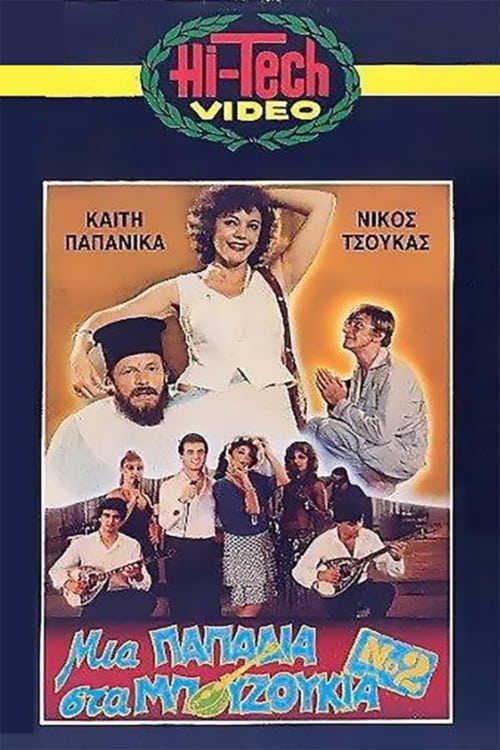 Hi-Tech
VIDEO
ΚΑΙΤΗ
ΠΑΠΑΝΙΚΑ
ΝΙΚΟΣ
ΤΣΟΥΚΑΣ
Μια ΠΑΠΑΔΙΑ
στα ΜΠΟΥΖΟΥΚΙΑ
Νο2